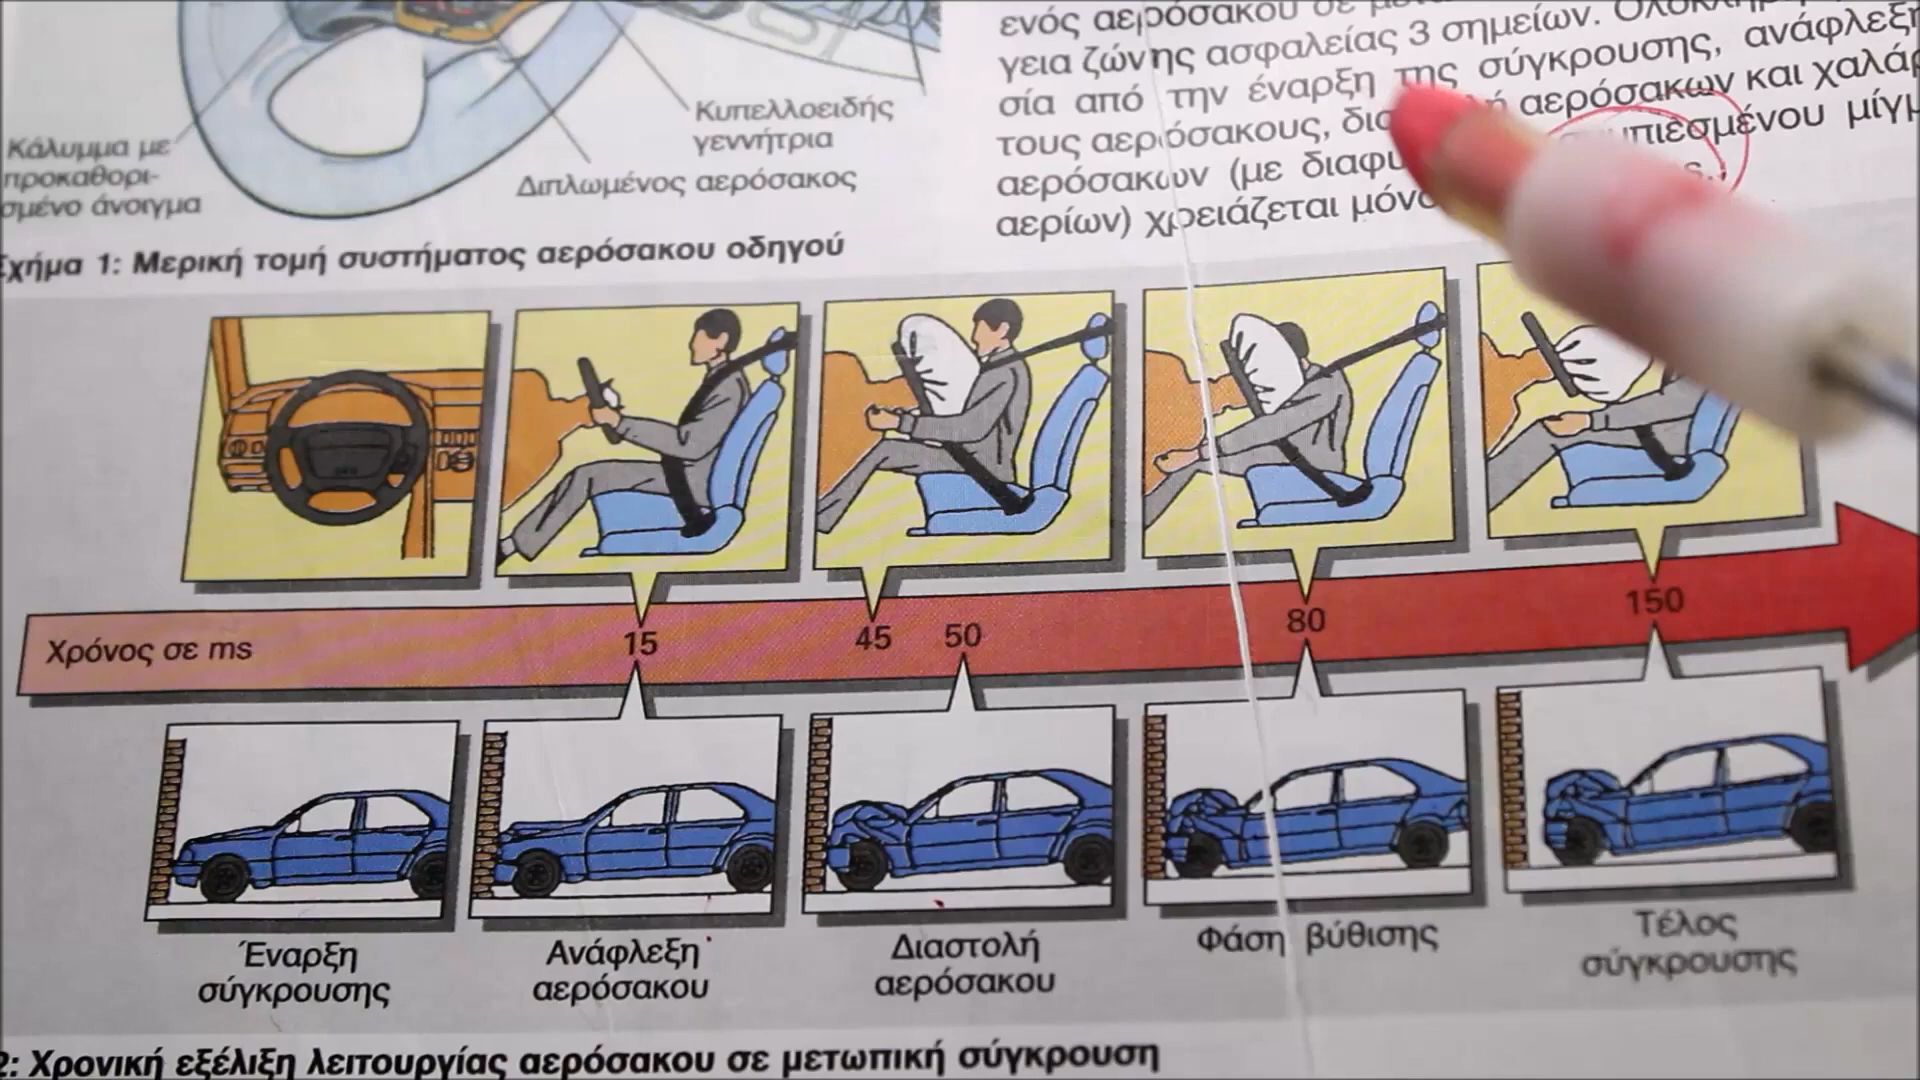 Κάλυμμα με
προκαθορι-
σμένο άνοιγμα
Κυπελλοειδής
γεννήτρια
Διπλωμένος αερόσακος
Σχήμα 1: Μερική τομή συστήματος αερόσακου οδηγού
ενός αερόσακου σε
γεια ζώνης ασφαλείας 3 σημείων.
σία από την έναρξη της σύγκρουσης, ανάφλεξη
τους αερόσακους, αερόσακων και χαλάρ
αερόσακων (με μίγμ
αερίων) χρειάζεται μόνο s.
Χρόνος σε ms
15
45
50
80
150
Έναρξη
σύγκρουσης
Ανάφλεξη
αερόσακου
Διαστολή
αερόσακου
Φάση βύθισης
Τέλος
σύγκρουσης
2: Χρονική εξέλιξη λειτουργίας αερόσακου σε μετωπική σύγκρουση